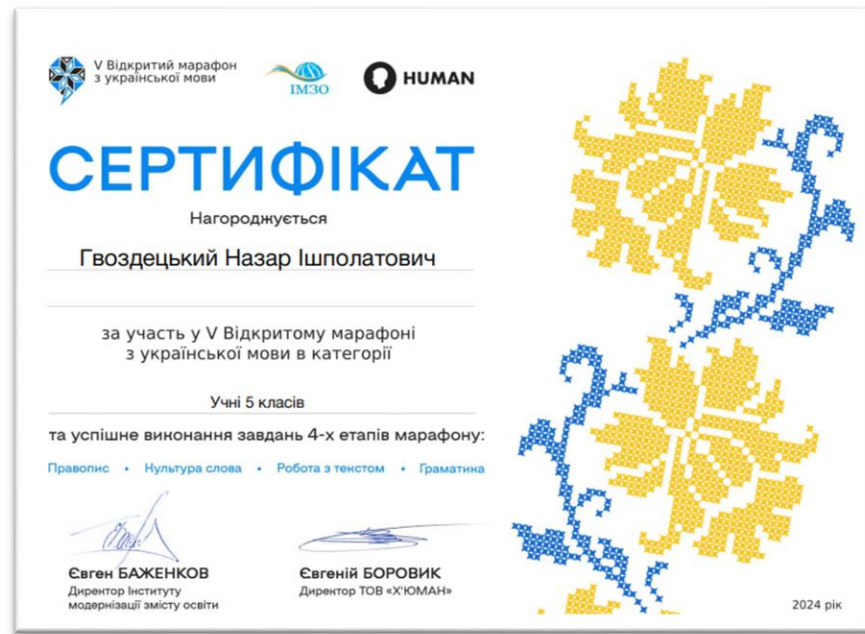 V Відкритий марафон
з української мови
ІМЗО
HUMAN
СЕРТИФІКАТ
Нагороджується
Гвоздецький Назар Ішполатович
за участь у V Відкритому марафоні
з української мови в категорії
Учні 5 класів
та успішне виконання завдань 4-х етапів марафону:
Правопис • Культура слова • Робота з текстом • Граматика
Євген БАЖЕНКОВ
Директор Інституту
модернізації змісту освіти
Євгеній БОРОВИК
Директор ТОВ «Х'ЮМАН»
2024 рік